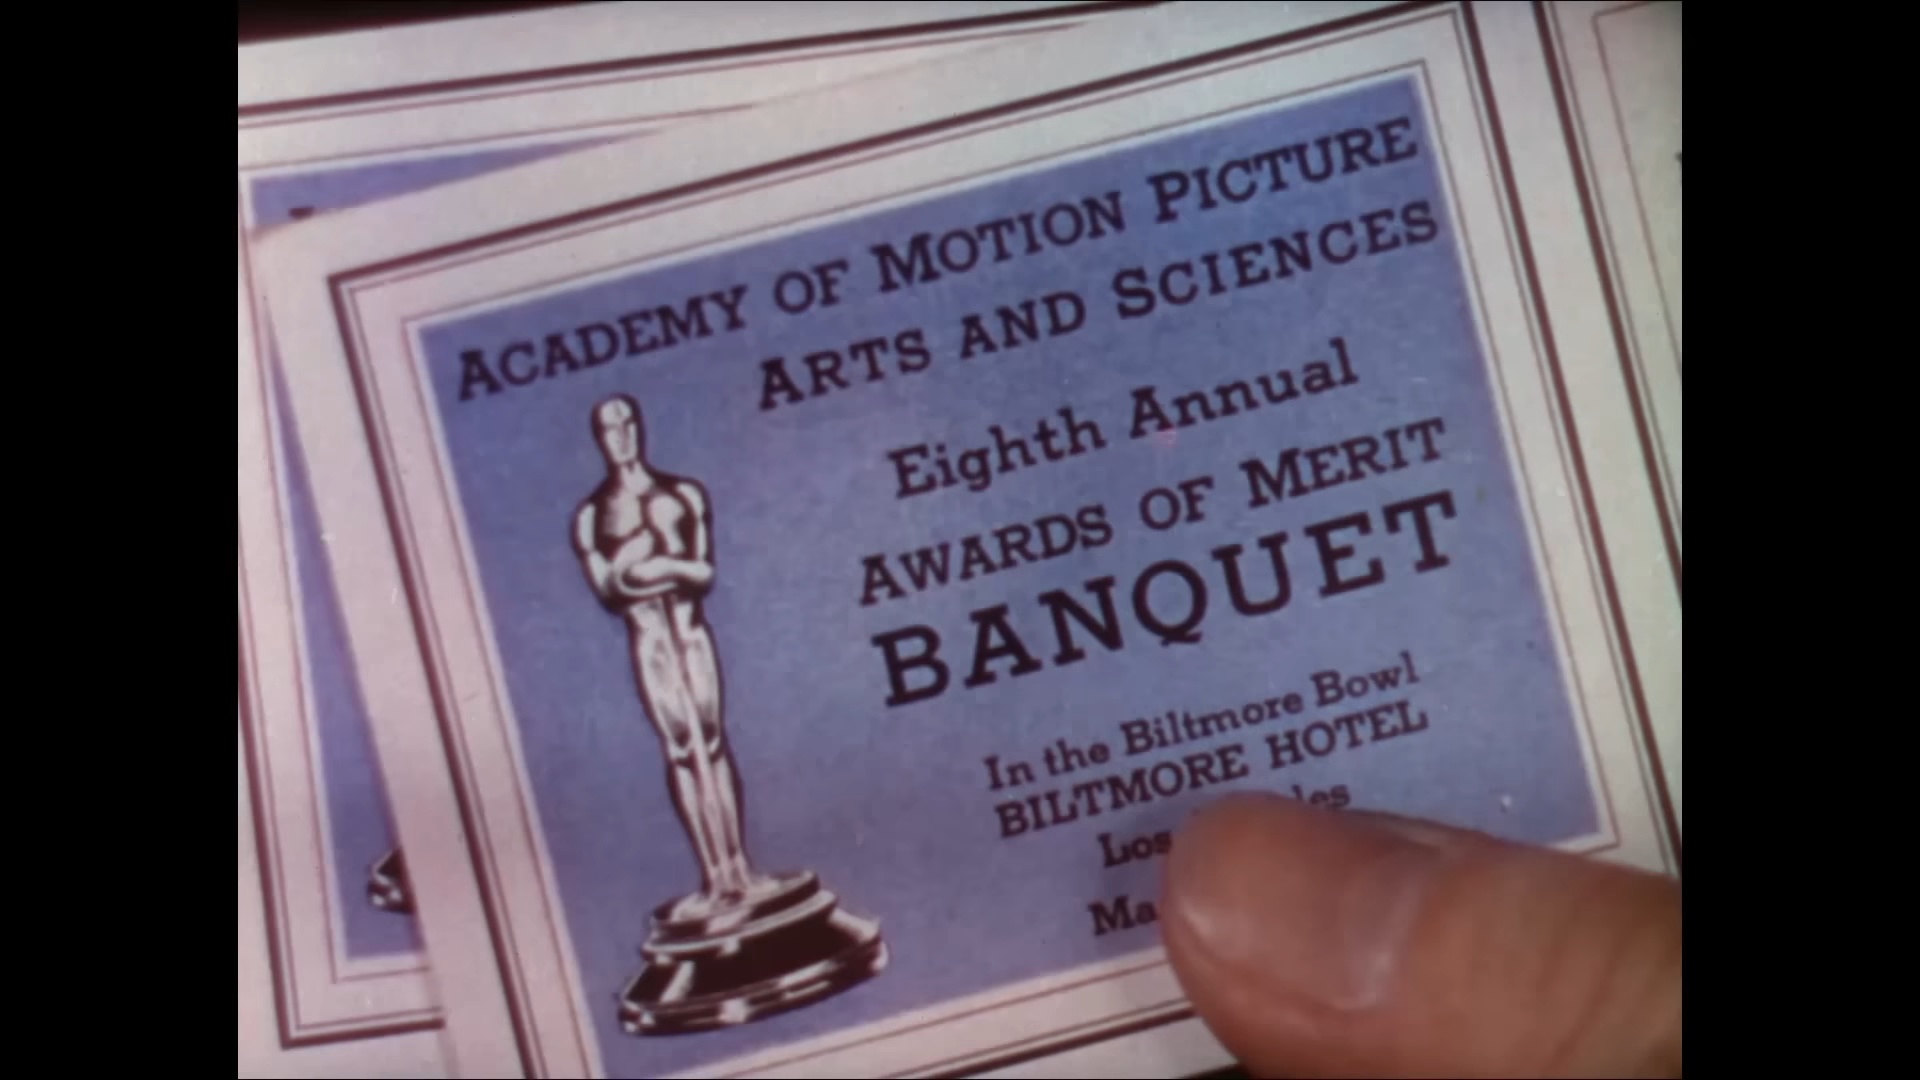 ACADEMY OF MOTION PICTURE
ARTS AND SCIENCES
Eighth Annual
AWARDS OF MERIT
BANQUET
In the Biltmore Bowl
BILTMORE HOTEL
Los